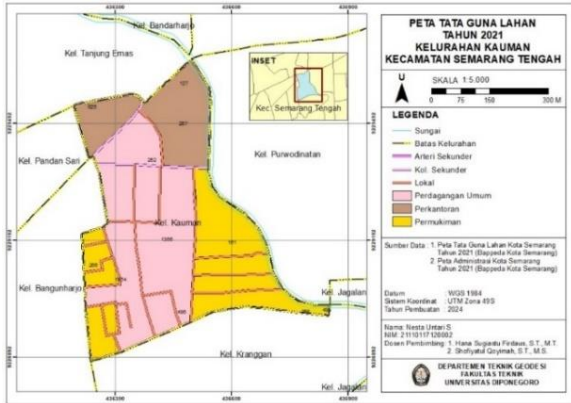 Kel. Bandarharjo
Kel. Tanjung Emas
Kel. Pandan Sari
Kel. Purwodinatan
Kel. Kauman
Kel. Bangunharjo
Kel. Jagalan
Kel. Kranggan
Kel. Jagalan
INSET
Kec. Semarang Tengah
PETA TATA GUNA LAHAN
TAHUN 2021
KELURAHAN KAUMAN
KECAMATAN SEMARANG TENGAH
U
SKALA 1:5.000
0 75 150 300 M
LEGENDA
Sungai
Batas Kelurahan
Arteri Sekunder
Kol. Sekunder
Lokal
Perdagangan Umum
Perkantoran
Permukiman
Sumber Data : 1. Peta Tata Guna Lahan Kota Semarang
Tahun 2021 (Bappeda Kota Semarang)
2. Peta Administrasi Kota Semarang
Tahun 2021 (Bappeda Kota Semarang)
Datum : WGS 1984
Sistem Koordinat : UTM Zona 49S
Tahun Pembuatan : 2024
Nama: Nesta Untari S
NIM: 21110117120002
Dosen Pembimbing: 1. Hana Sugiastu Firdaus, S.T., M.T.
2. Shofiyatul Qoyimah, S.T., M.S.
DEPARTEMEN TEKNIK GEODESI
FAKULTAS TEKNIK
UNIVERSITAS DIPONEGORO